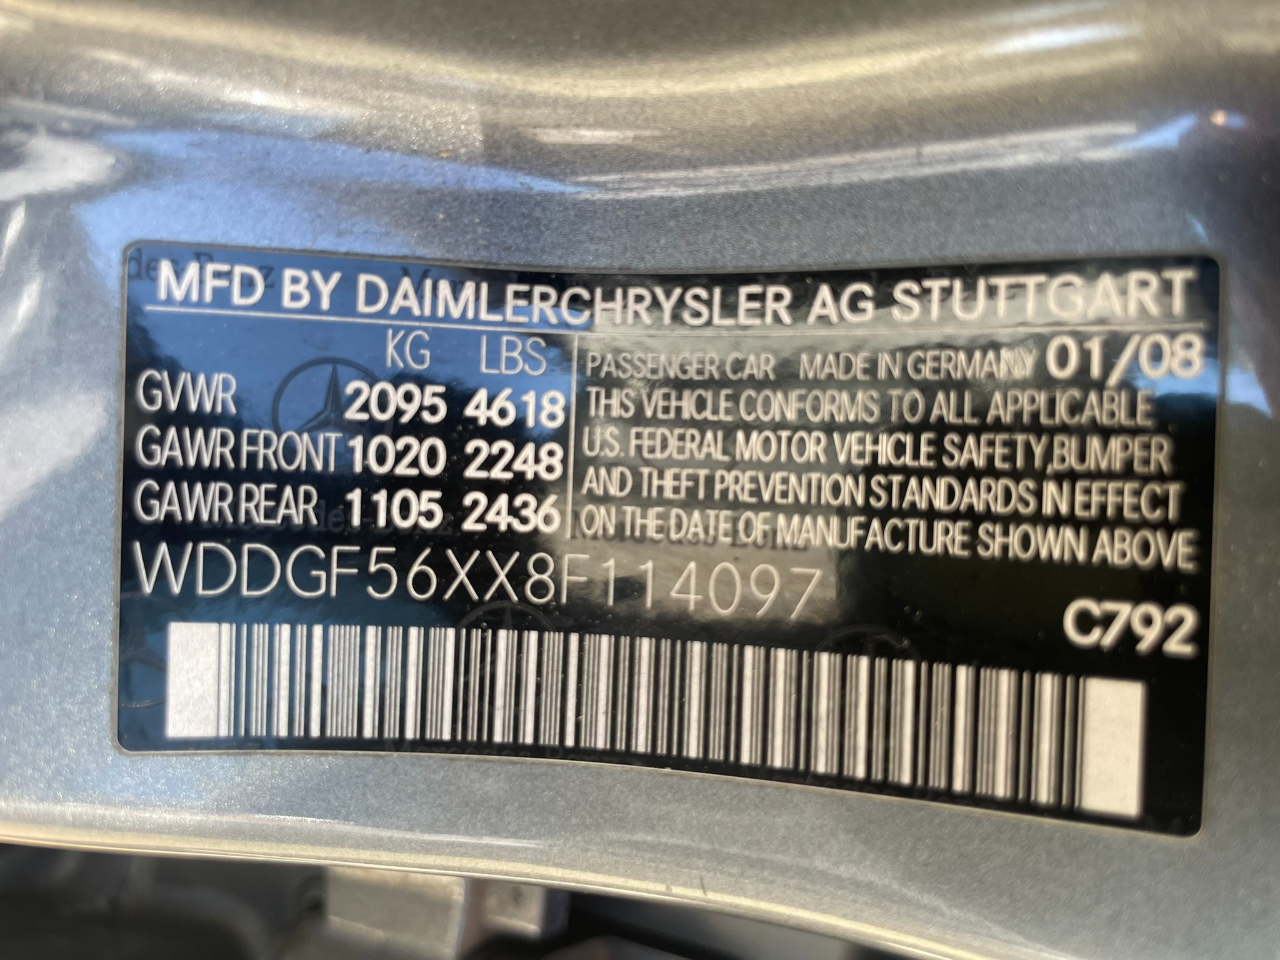 MFD BY DAIMLERCHRYSLER AG STUTTGART
KG LBS
GVWR 2095 4618
GAWR FRONT 1020 2248
GAWR REAR 1105 2436
PASSENGER CAR MADE IN GERMANY 01/08
THIS VEHICLE CONFORMS TO ALL APPLICABLE
U.S. FEDERAL MOTOR VEHICLE SAFETY, BUMPER
AND THEFT PREVENTION STANDARDS IN EFFECT
ON THE DATE OF MANUFACTURE SHOWN ABOVE
WDDGF56XX8F114097
C792